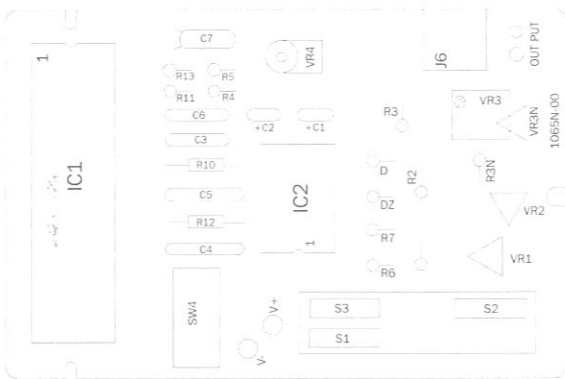 C7
1
R13
R5
VR4
J6
OUT PUT
R11
R4
C6
+C2
+C1
R3
VR3
VR3N
1065N-00
C3
R10
D
R2
R3N
IC1
C5
IC2
DZ
VR2
R12
R7
C4
1
R6
VR1
SW4
V+
S3
S2
S1
V-